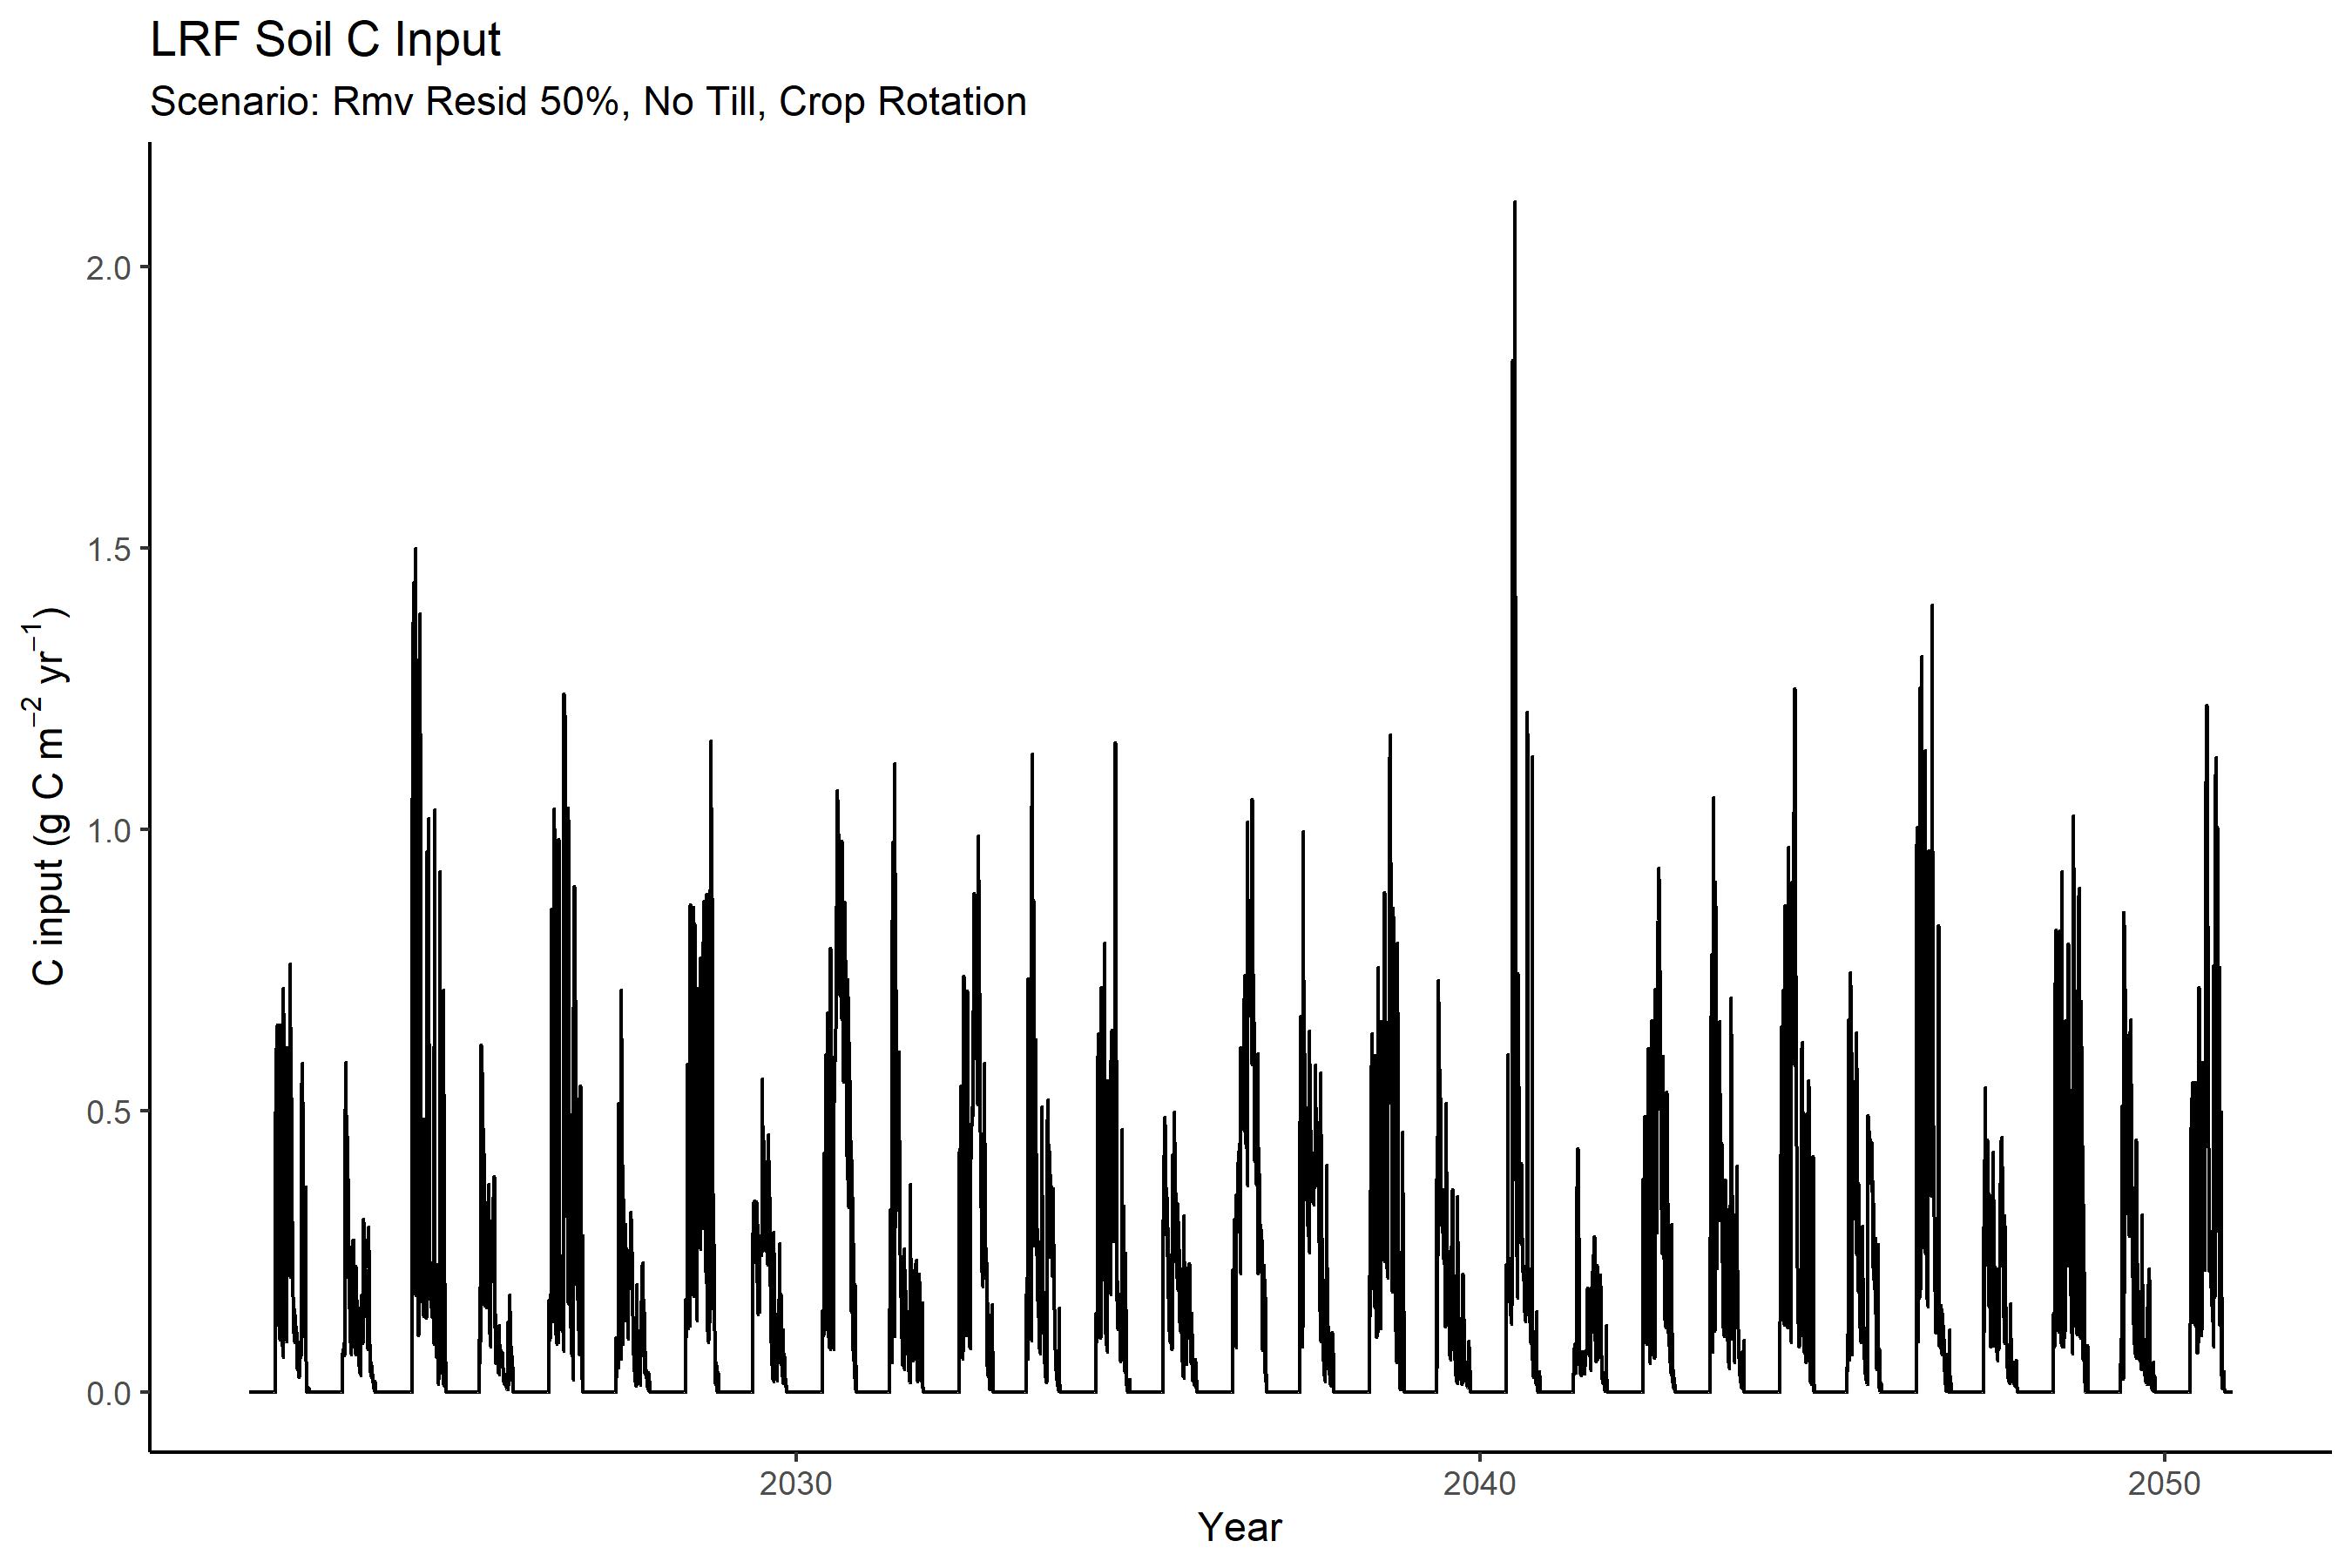 LRF Soil C Input
Scenario: Rmv Resid 50%, No Till, Crop Rotation
C input (g C m⁻² yr⁻¹)
2.0
1.5
1.0
0.5
0.0
2030
2040
2050
Year